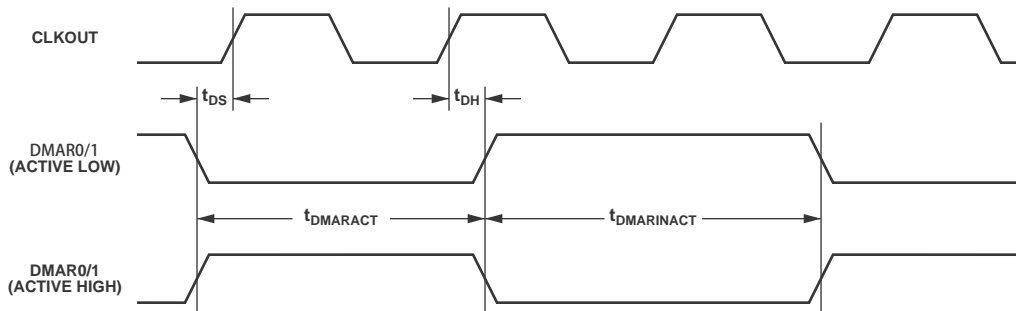 CLKOUT
tDS
tDH
DMAR0/1
(ACTIVE LOW)
tDMARACT
tDMARINACT
DMAR0/1
(ACTIVE HIGH)